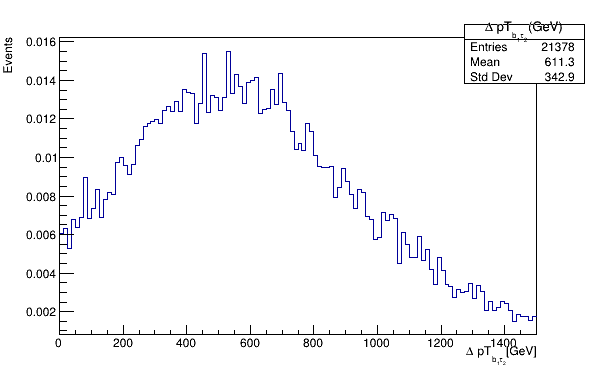 Δ pT_{b₁τ₂}(GeV)
Entries 21378
Mean 611.3
Std Dev 342.9
Events
0.016
0.014
0.012
0.01
0.008
0.006
0.004
0.002
0 200 400 600 800 1000 1200 1400
Δ pT_{b₁τ₂}[GeV]